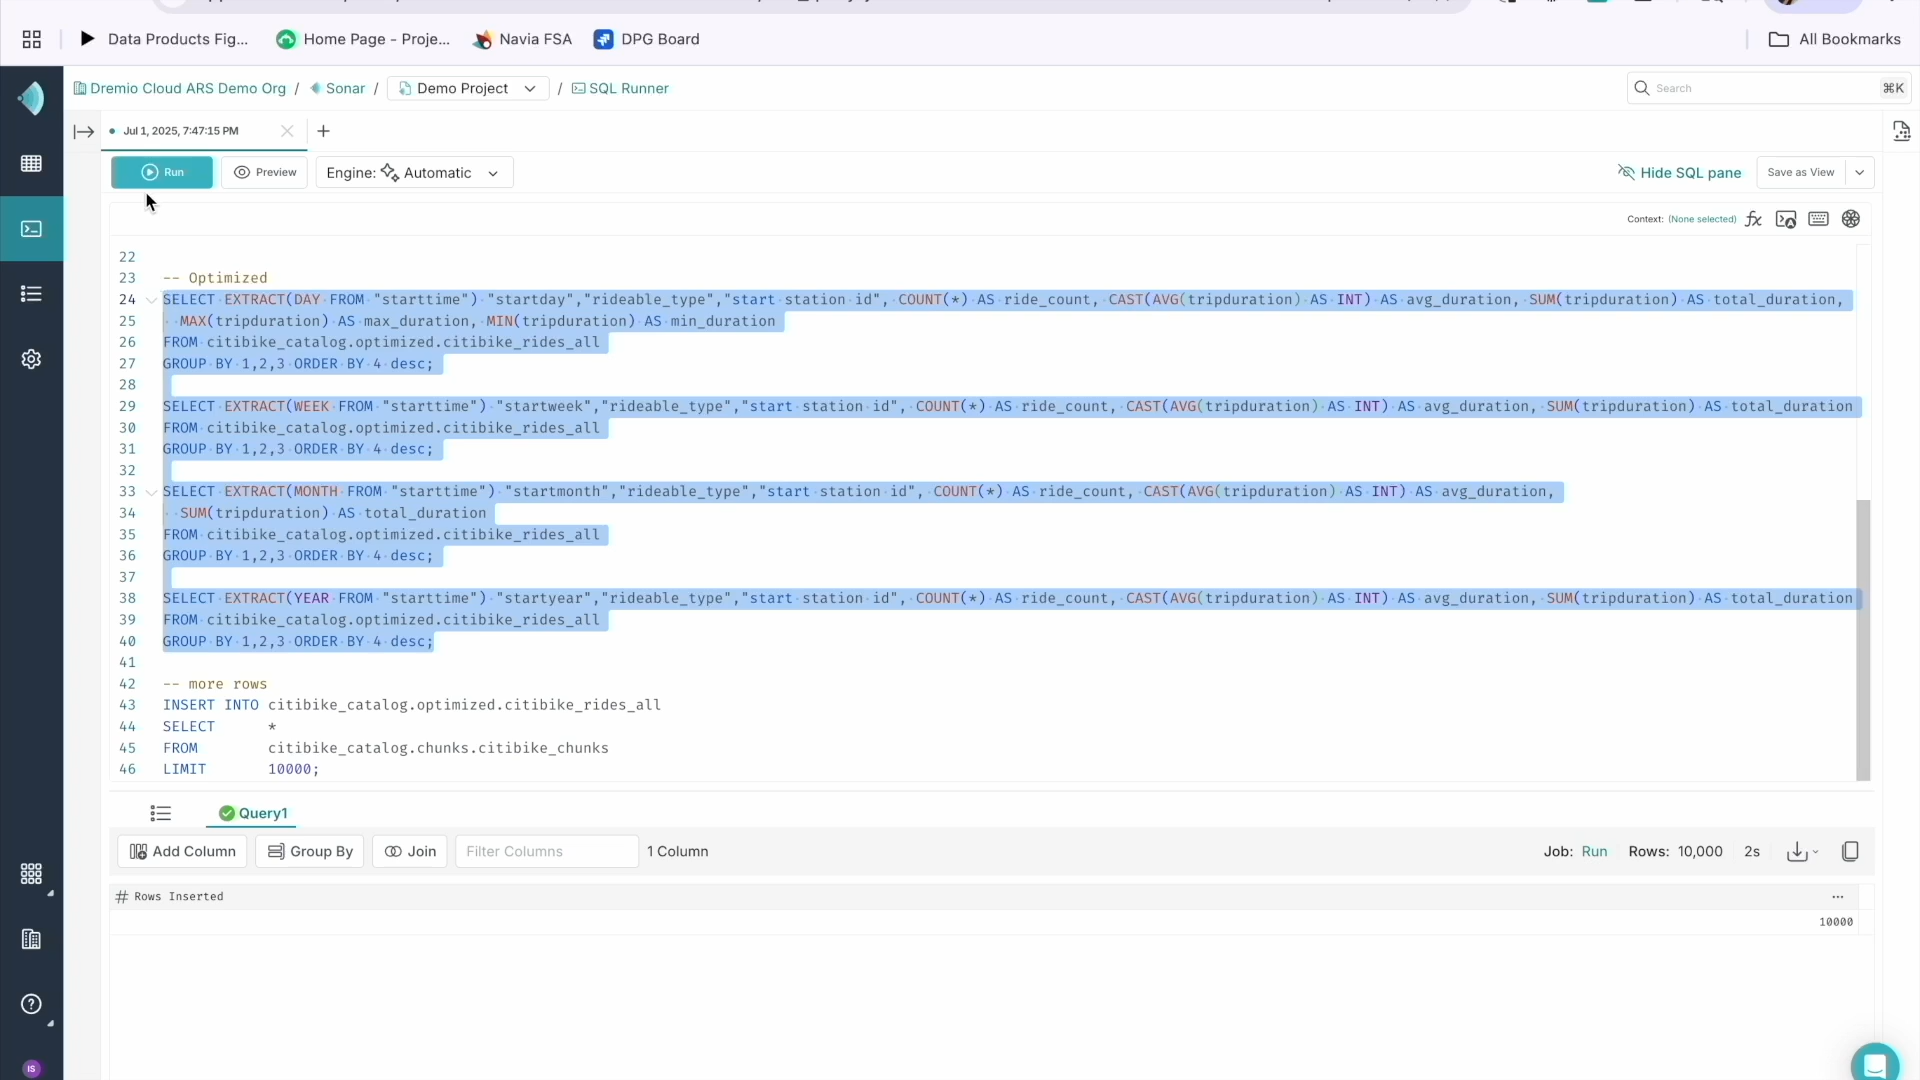 Data Products Fig...
Home Page - Proje...
Navia FSA
DPG Board
All Bookmarks
Dremio Cloud ARS Demo Org / Sonar / Demo Project / SQL Runner
Search
⌘K
Jul 1, 2025, 7:47:15 PM
Run
Preview
Engine: Automatic
Hide SQL pane
Save as View
Context: (None selected)
22
23 -- Optimized
24 SELECT EXTRACT(DAY FROM "starttime") "startday","rideable_type","start station id", COUNT(*) AS ride_count, CAST(AVG(tripduration) AS INT) AS avg_duration, SUM(tripduration) AS total_duration,
25 MAX(tripduration) AS max_duration, MIN(tripduration) AS min_duration
26 FROM citibike_catalog.optimized.citibike_rides_all
27 GROUP BY 1,2,3 ORDER BY 4 desc;
28
29 SELECT EXTRACT(WEEK FROM "starttime") "startweek","rideable_type","start station id", COUNT(*) AS ride_count, CAST(AVG(tripduration) AS INT) AS avg_duration, SUM(tripduration) AS total_duration
30 FROM citibike_catalog.optimized.citibike_rides_all
31 GROUP BY 1,2,3 ORDER BY 4 desc;
32
33 SELECT EXTRACT(MONTH FROM "starttime") "startmonth","rideable_type","start station id", COUNT(*) AS ride_count, CAST(AVG(tripduration) AS INT) AS avg_duration,
34 SUM(tripduration) AS total_duration
35 FROM citibike_catalog.optimized.citibike_rides_all
36 GROUP BY 1,2,3 ORDER BY 4 desc;
37
38 SELECT EXTRACT(YEAR FROM "starttime") "startyear","rideable_type","start station id", COUNT(*) AS ride_count, CAST(AVG(tripduration) AS INT) AS avg_duration, SUM(tripduration) AS total_duration
39 FROM citibike_catalog.optimized.citibike_rides_all
40 GROUP BY 1,2,3 ORDER BY 4 desc;
41
42 -- more rows
43 INSERT INTO citibike_catalog.optimized.citibike_rides_all
44 SELECT *
45 FROM citibike_catalog.chunks.citibike_chunks
46 LIMIT 10000;
Query1
Add Column
Group By
Join
Filter Columns
1 Column
Job: Run
Rows: 10,000
2s
# Rows Inserted
...
10000
IS